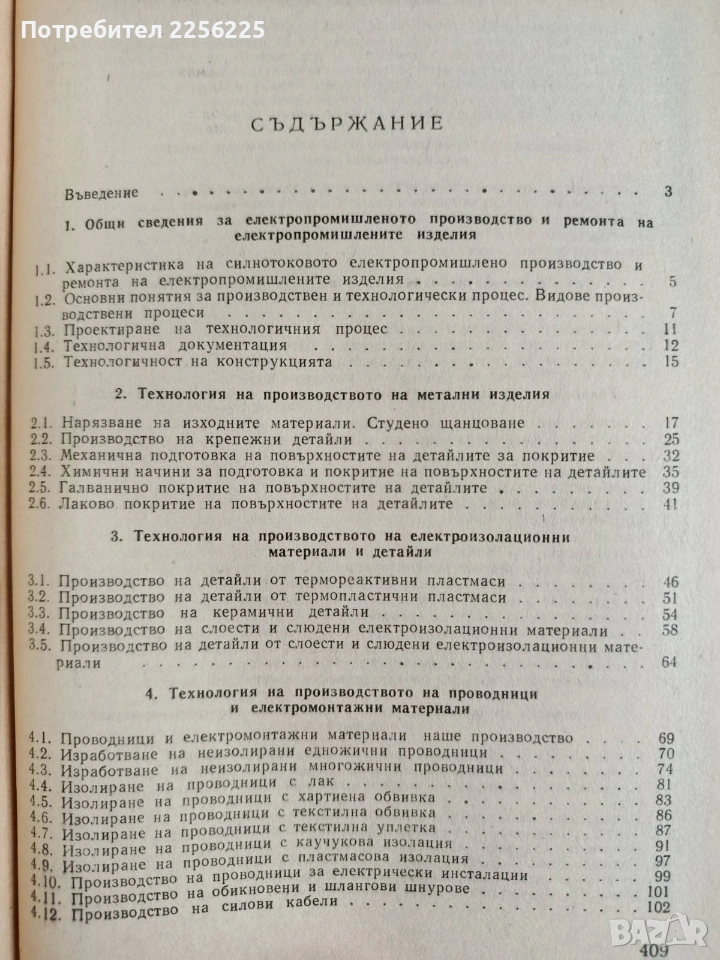 Потребител 2256225
СЪДЪРЖАНИЕ
Въведение . . . . . . . . . . . . . . . . . . . . . 3
1. Общи сведения за електропромишленото производство и ремонта на
електропромишлените изделия
1.1. Характеристика на силнотоковото електропромишлено производство и
ремонта на електропромишлените изделия . . . . . . . . . . 5
1.2. Основни понятия за производствен и технологически процес. Видове произ-
водствени процеси . . . . . . . . . . . . . . . . . . 7
1.3. Проектиране на технологичния процес . . . . . . . . . . . 11
1.4. Технологична документация . . . . . . . . . . . . . . 12
1.5. Технологичност на конструкцията . . . . . . . . . . . . . 15
2. Технология на производството на метални изделия
2.1. Нарязване на изходните материали. Студено щанцоване . . . . . 17
2.2. Производство на крепежни детайли . . . . . . . . . . . . 25
2.3. Механична подготовка на повърхностите на детайлите за покритие . . 32
2.4. Химични начини за подготовка и покритие на повърхностите на детайлите 35
2.5. Галванично покритие на повърхностите на детайлите . . . . . . 39
2.6. Лаково покритие на повърхностите на детайлите . . . . . . . . 41
3. Технология на производството на електроизолационни
материали и детайли
3.1. Производство на детайли от термореактивни пластмаси . . . . . . 46
3.2. Производство на детайли от термопластични пластмаси . . . . . . 51
3.3. Производство на керамични детайли . . . . . . . . . . . . 54
3.4. Производство на слоести и слюдени електроизолационни материали . . 58
3.5. Производство на детайли от слоести и слюдени електроизолационни мате-
риали . . . . . . . . . . . . . . . . . . . . . 64
4. Технология на производството на проводници
и електромонтажни материали
4.1. Проводници и електромонтажни материали наше производство . . . . 69
4.2. Изработване на неизолирани едножични проводници . . . . . . . 70
4.3. Изработване на неизолирани многожични проводници . . . . . . 74
4.4. Изолиране на проводници с лак . . . . . . . . . . . . . 81
4.5. Изолиране на проводници с хартиена обвивка . . . . . . . . . 83
4.6. Изолиране на проводници с текстилна обвивка . . . . . . . . . 86
4.7. Изолиране на проводници с текстилна уплетка . . . . . . . . . 87
4.8. Изолиране на проводници с каучукова изолация . . . . . . . . 91
4.9. Изолиране на проводници с пластмасова изолация . . . . . . . . 97
4.10. Производство на проводници за електрически инсталации . . . . . 99
4.11. Производство на обикновени и шлангови шнурове . . . . . . . . 101
4.12. Производство на силови кабели . . . . . . . . . . . . . 102
409
BAZAR